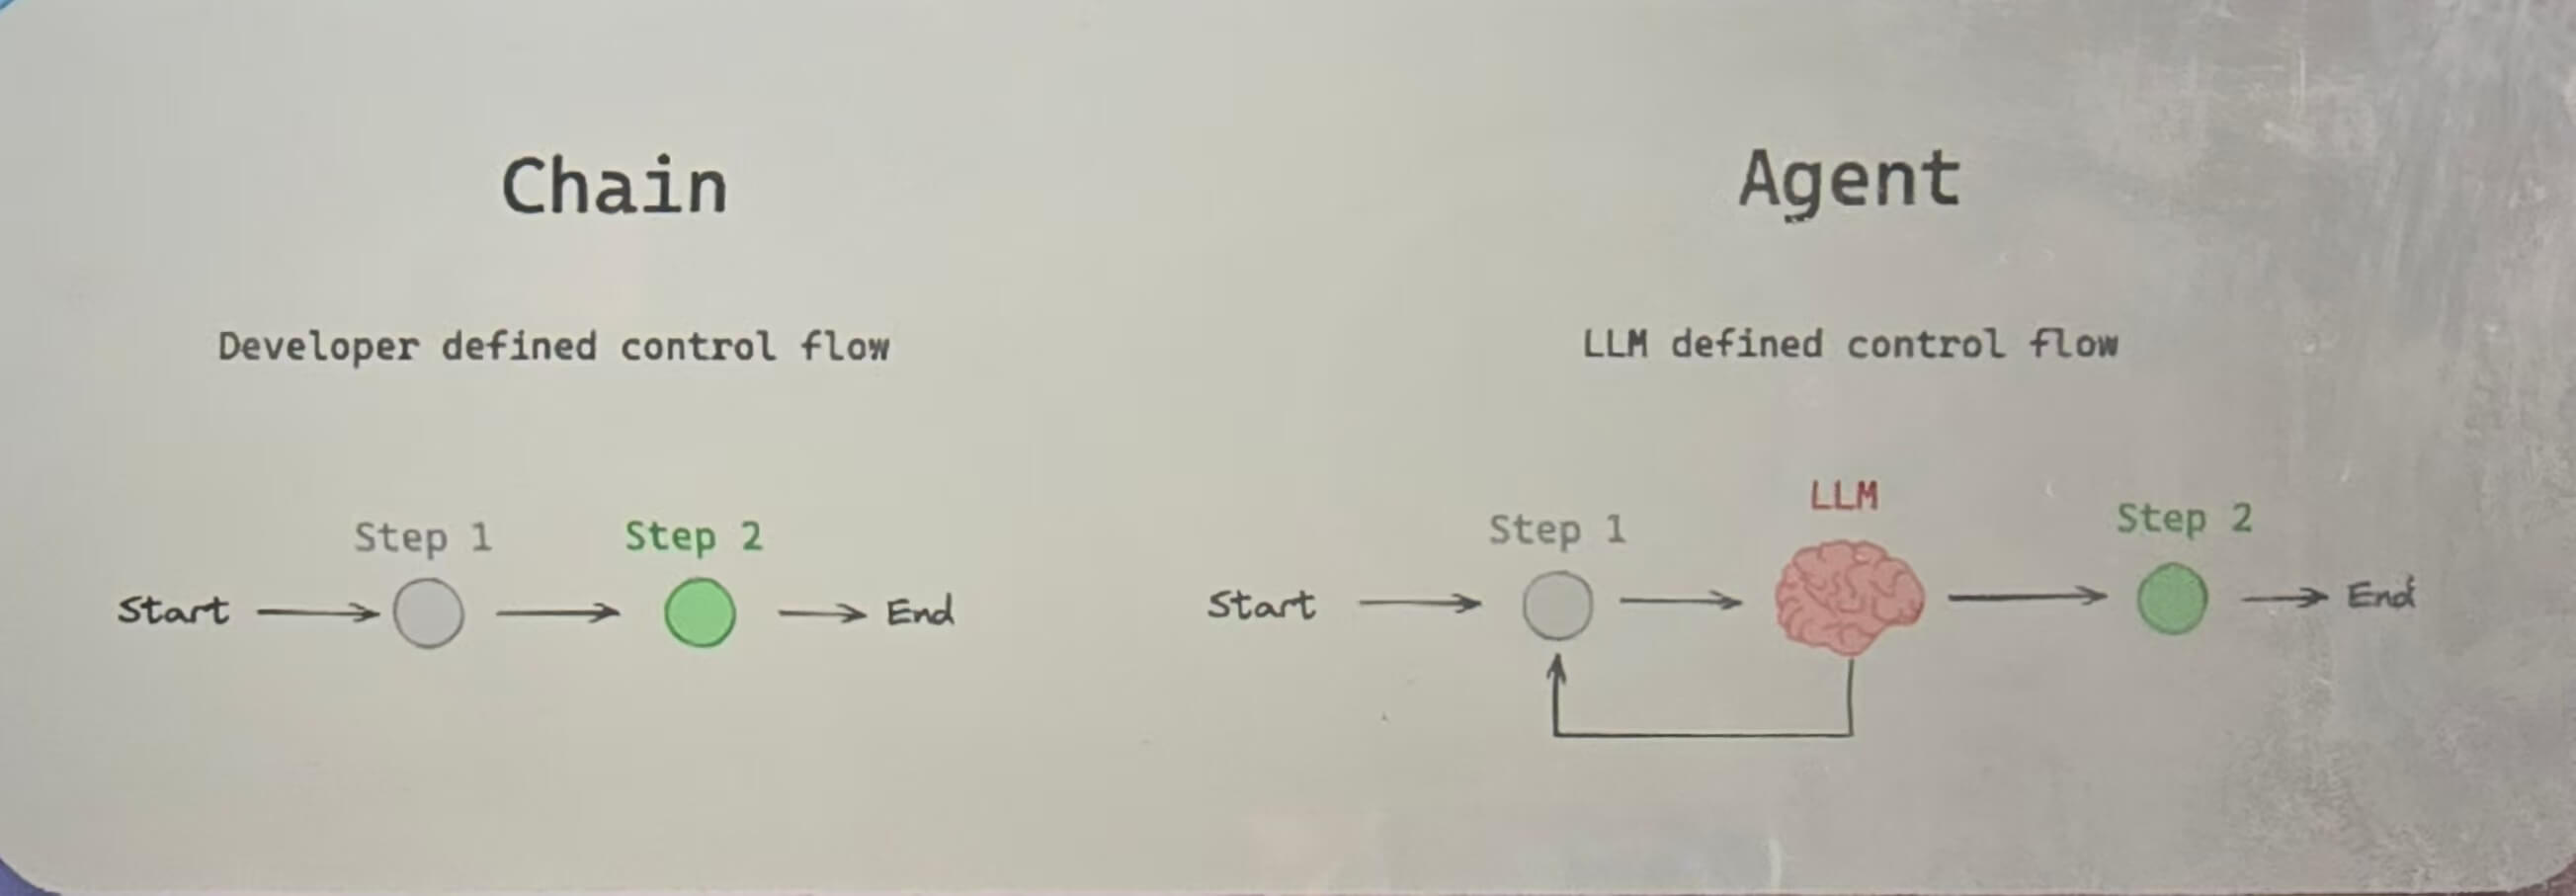 Chain
Developer defined control flow
Start
Step 1
Step 2
End
Agent
LLM defined control flow
Start
Step 1
LLM
Step 2
End